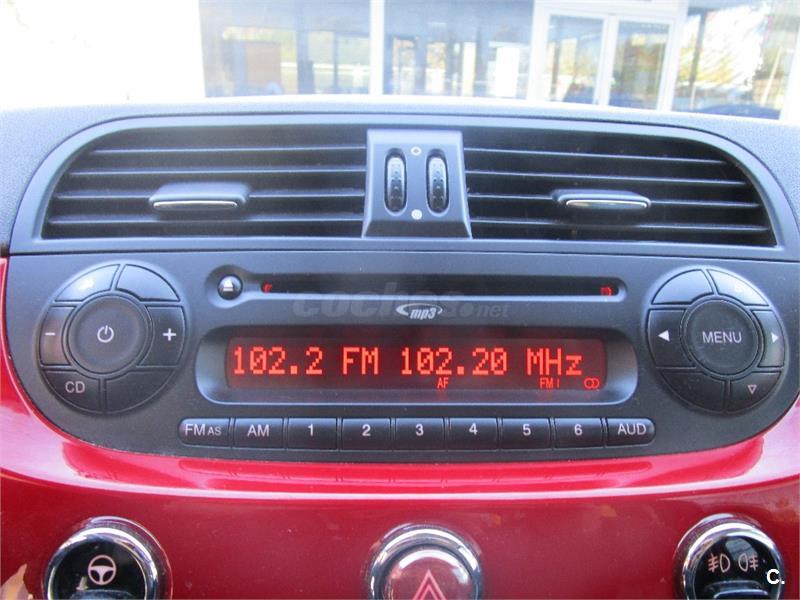 coches.net
mp3
102.2 FM 102.20 MHz
AF FM I
− + CD
MENU
FM AS AM 1 2 3 4 5 6 AUD
C.